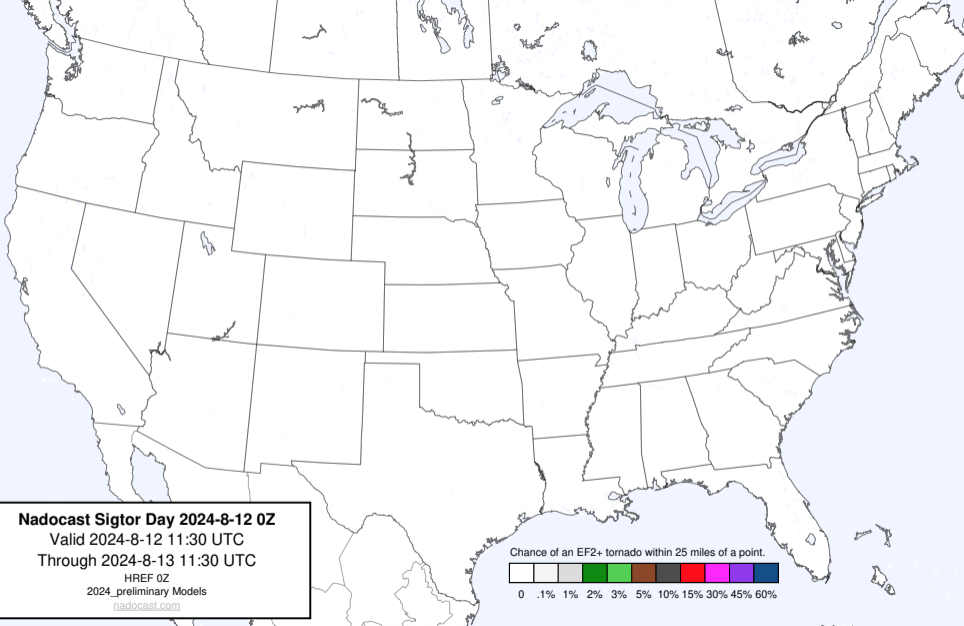 Nadocast Sigtor Day 2024-8-12 0Z
Valid 2024-8-12 11:30 UTC
Through 2024-8-13 11:30 UTC
HREF 0Z
2024_preliminary Models
nadocast.com
Chance of an EF2+ tornado within 25 miles of a point.
0 .1% 1% 2% 3% 5% 10% 15% 30% 45% 60%